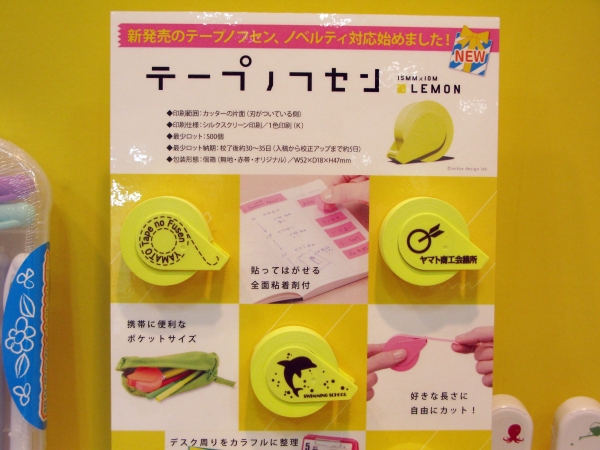 新発売のテープノフセン、ノベルティ対応始めました!
NEW
テープノフセン
15MM×10M
LEMON
◆印刷範囲:カッターの片面(刃がついている側)
◆印刷仕様:シルクスクリーン印刷/1色印刷(K)
◆最少ロット:500個
◆最少ロット納期:校了後約30〜35日(入稿から校正アップまで約5日)
◆包装形態:個箱(無地・赤帯・オリジナル)/W52×D18×H47mm
YAMATO Tape no Fusen
貼ってはがせる
全面粘着剤付
ヤマト商工会議所
携帯に便利な
ポケットサイズ
SWIMMING SCHOOL
好きな長さに
自由にカット!
デスク周りをカラフルに整理
5